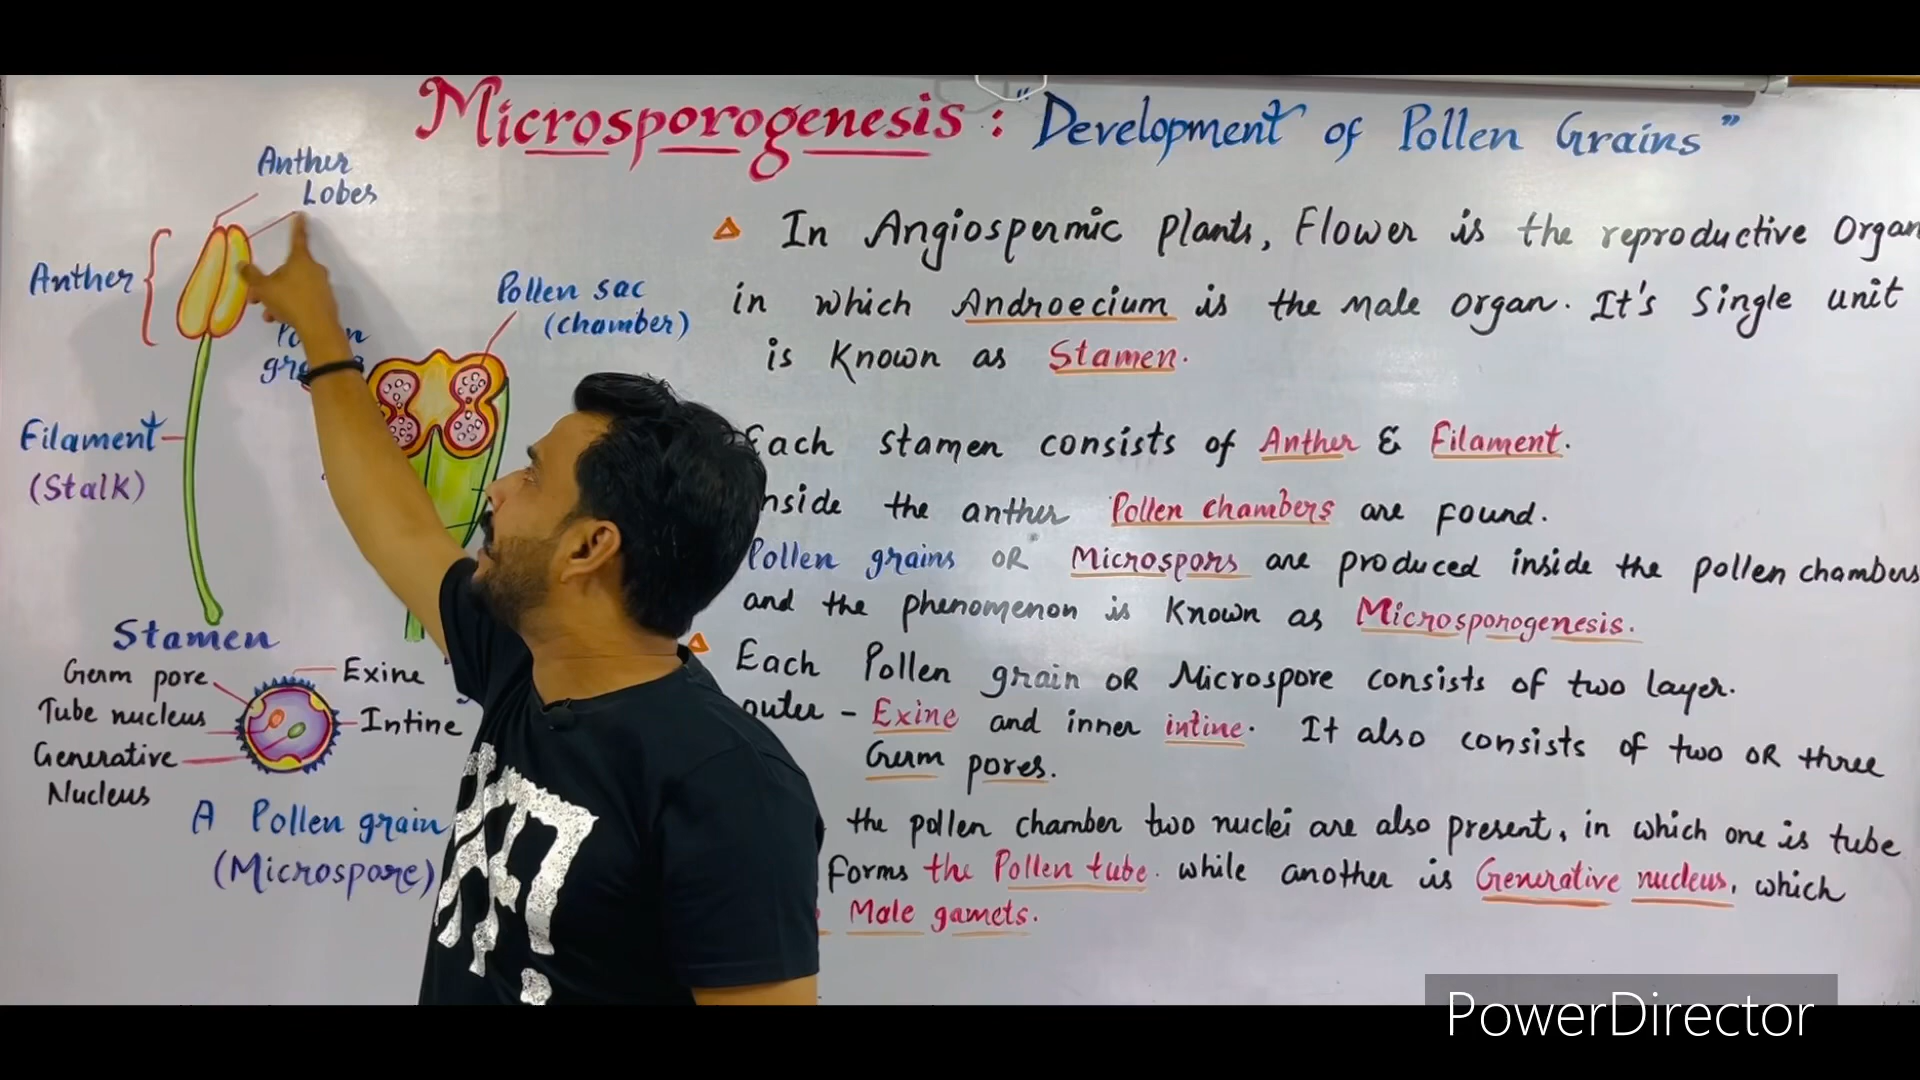 Microsporogenesis : "Development of Pollen Grains"
Anther
Lobes
Anther
Pollen sac
(chamber)
Filament
(Stalk)
Stamen
Germ pore
Exine
Tube nucleus
Intine
Generative
Nucleus
A Pollen grain
(Microspore)
In Angiospermic plants, Flower is the reproductive Organ
in which Androecium is the male organ. It's Single unit
is Known as Stamen.
Each stamen consists of Anther & Filament.
the anther Pollen chambers are found.
Pollen grains OR Microspors are produced inside the pollen chambers
and the phenomenon is Known as Microsporogenesis.
Each Pollen grain OR Microspore consists of two layer.
outer - Exine and inner intine. It also consists of two OR three
Germ pores.
the pollen chamber two nuclei are also present, in which one is tube
forms the Pollen tube. while another is Generative nucleus, which
Male gamets.
PowerDirector